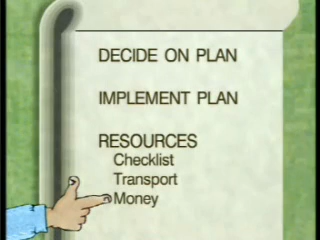 DECIDE ON PLAN
IMPLEMENT PLAN
RESOURCES
Checklist
Transport
Money